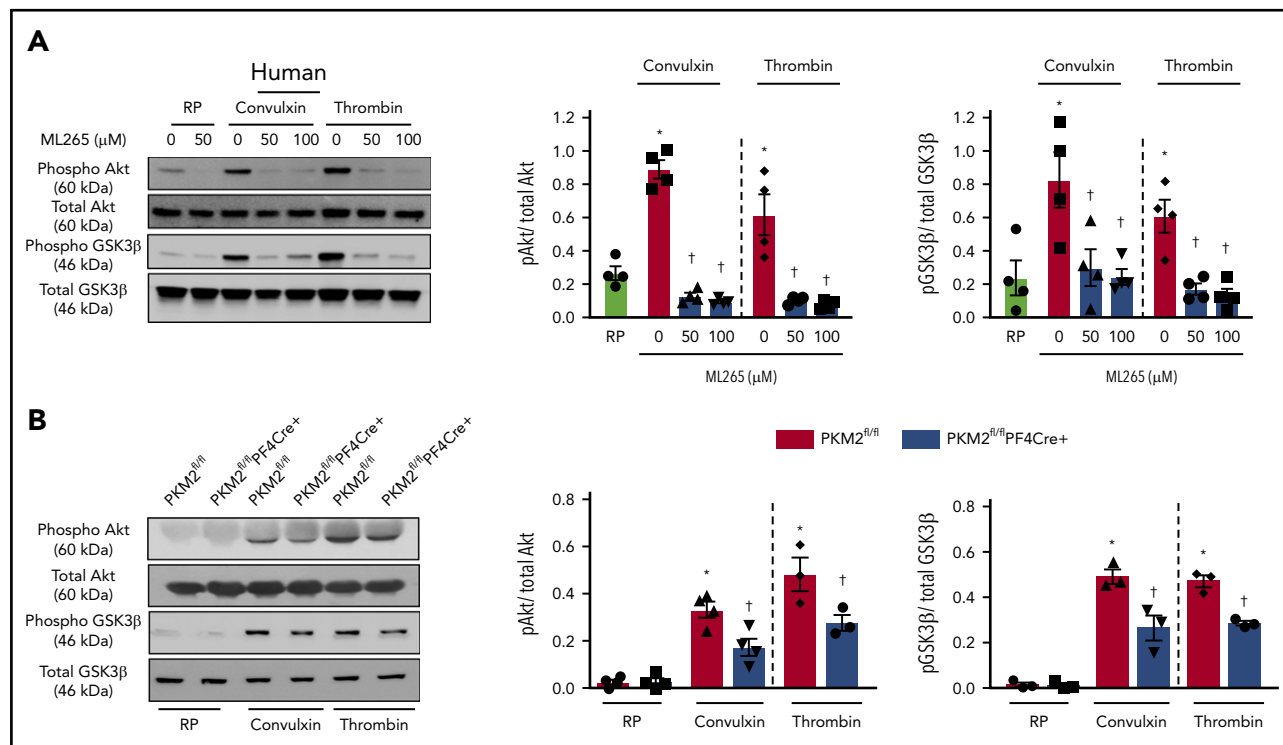 A
Human
RP Convulxin Thrombin
ML265 (μM) 0 50 0 50 100 0 50 100
Phospho Akt
(60 kDa)
Total Akt
(60 kDa)
Phospho GSK3β
(46 kDa)
Total GSK3β
(46 kDa)
Convulxin Thrombin
pAkt/ total Akt
1.2
1.0
0.8
0.6
0.4
0.2
0.0
* † † * † †
RP 0 50 100 0 50 100
ML265 (μM)
Convulxin Thrombin
pGSK3β/ total GSK3β
1.2
1.0
0.8
0.6
0.4
0.2
0.0
* † † * † †
RP 0 50 100 0 50 100
ML265 (μM)
B
PKM2fl/fl PKM2fl/flPF4Cre+ PKM2fl/fl PKM2fl/flPF4Cre+ PKM2fl/fl PKM2fl/flPF4Cre+
Phospho Akt
(60 kDa)
Total Akt
(60 kDa)
Phospho GSK3β
(46 kDa)
Total GSK3β
(46 kDa)
RP Convulxin Thrombin
PKM2fl/fl PKM2fl/flPF4Cre+
pAkt/ total Akt
0.8
0.6
0.4
0.2
0.0
* † * †
RP Convulxin Thrombin
pGSK3β/ total GSK3β
0.8
0.6
0.4
0.2
0.0
* † * †
RP Convulxin Thrombin